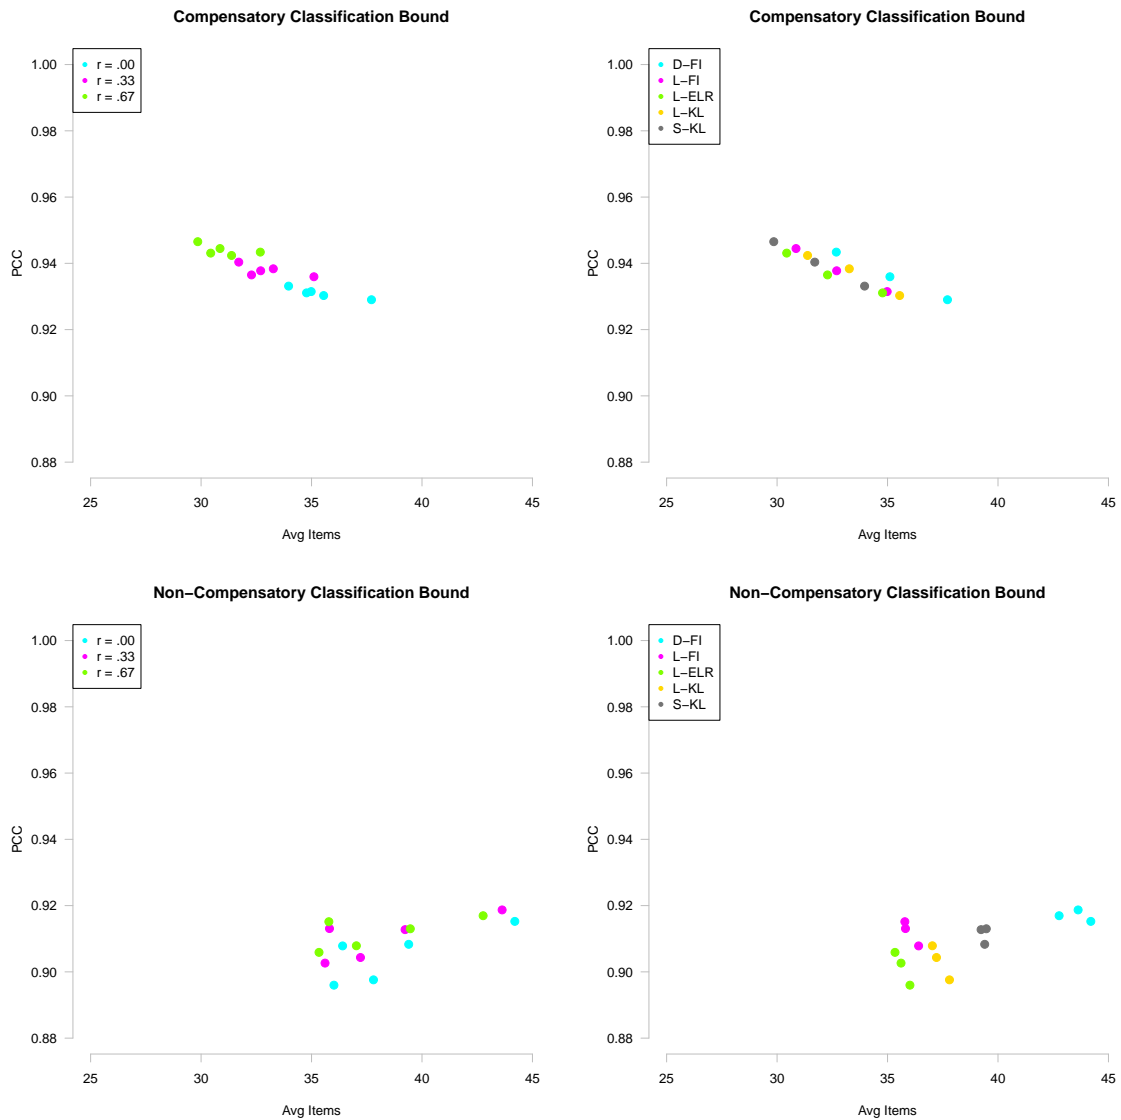 Compensatory Classification Bound
r = .00
r = .33
r = .67
1.00
0.98
0.96
0.94
0.92
0.90
0.88
PCC
25 30 35 40 45
Avg Items
Compensatory Classification Bound
D−FI
L−FI
L−ELR
L−KL
S−KL
1.00
0.98
0.96
0.94
0.92
0.90
0.88
PCC
25 30 35 40 45
Avg Items
Non−Compensatory Classification Bound
r = .00
r = .33
r = .67
1.00
0.98
0.96
0.94
0.92
0.90
0.88
PCC
25 30 35 40 45
Avg Items
Non−Compensatory Classification Bound
D−FI
L−FI
L−ELR
L−KL
S−KL
1.00
0.98
0.96
0.94
0.92
0.90
0.88
PCC
25 30 35 40 45
Avg Items